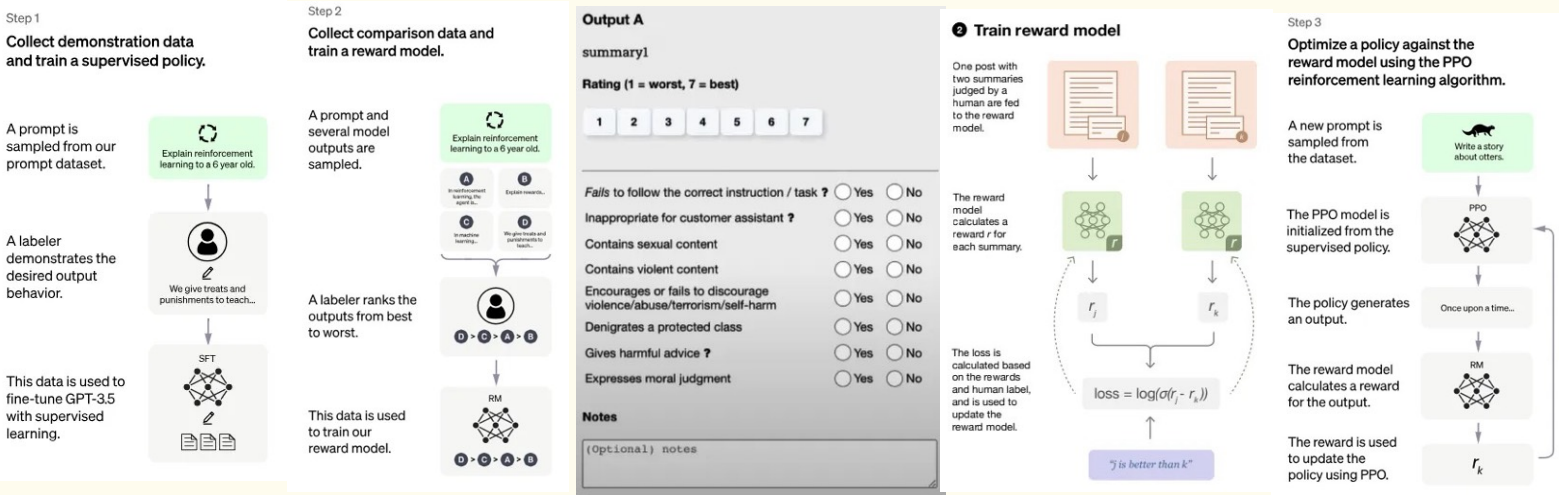 Step 1
Collect demonstration data
and train a supervised policy.
A prompt is
sampled from our
prompt dataset.
Explain reinforcement
learning to a 6 year old.
A labeler
demonstrates the
desired output
behavior.
We give treats and
punishments to teach...
This data is used to
fine-tune GPT-3.5
with supervised
learning.
SFT
Step 2
Collect comparison data and
train a reward model.
A prompt and
several model
outputs are
sampled.
Explain reinforcement
learning to a 6 year old.
A
In reinforcement
learning, the
agent is...
B
Explain rewards...
C
In machine
learning...
D
We give treats and
punishments to
teach...
A labeler ranks the
outputs from best
to worst.
D > C > A > B
This data is used
to train our
reward model.
RM
D > C > A > B
Output A
summary1
Rating (1 = worst, 7 = best)
1 2 3 4 5 6 7
Fails to follow the correct instruction / task ? Yes No
Inappropriate for customer assistant ? Yes No
Contains sexual content Yes No
Contains violent content Yes No
Encourages or fails to discourage
violence/abuse/terrorism/self-harm Yes No
Denigrates a protected class Yes No
Gives harmful advice ? Yes No
Expresses moral judgment Yes No
Notes
(Optional) notes
2 Train reward model
One post with
two summaries
judged by a
human are fed
to the reward
model.
j
k
The reward
model
calculates a
reward r for
each summary.
r
r
r_j
r_k
The loss is
calculated based
on the rewards
and human label,
and is used to
update the
reward model.
loss = log(σ(r_j - r_k))
"j is better than k"
Step 3
Optimize a policy against the
reward model using the PPO
reinforcement learning algorithm.
A new prompt is
sampled from
the dataset.
Write a story
about otters.
The PPO model is
initialized from the
supervised policy.
PPO
The policy generates
an output.
Once upon a time...
The reward model
calculates a reward
for the output.
RM
The reward is used
to update the
policy using PPO.
r_k